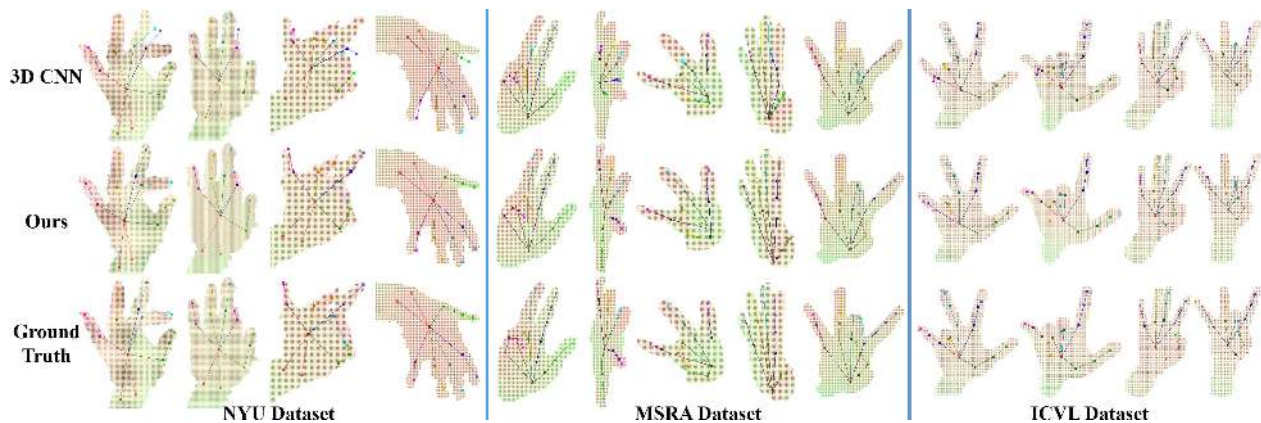 3D CNN
Ours
Ground
Truth
NYU Dataset
MSRA Dataset
ICVL Dataset